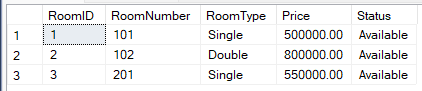 RoomID RoomNumber RoomType Price Status
1 1 101 Single 500000.00 Available
2 2 102 Double 800000.00 Available
3 3 201 Single 550000.00 Available